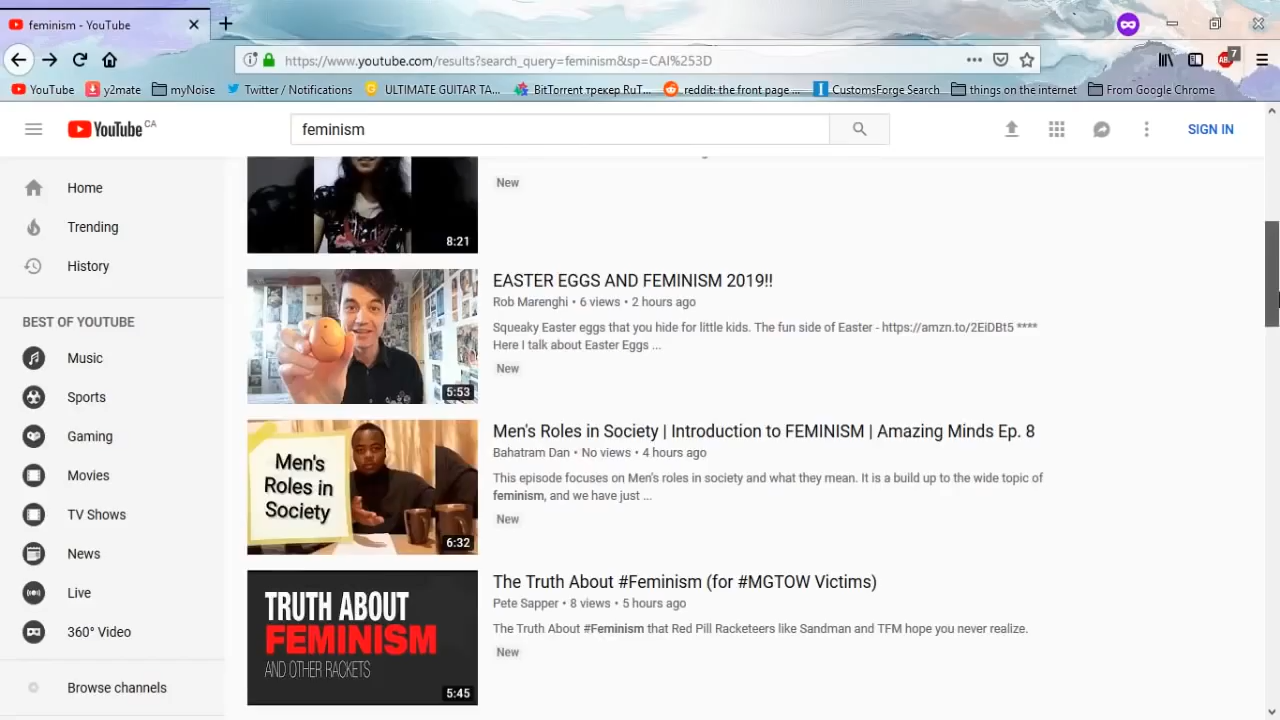 feminism - YouTube
https://www.youtube.com/results?search_query=feminism&sp=CAI%253D
7
YouTube
y2mate
myNoise
Twitter / Notifications
ULTIMATE GUITAR TA...
BitTorrent трекер RuT...
reddit: the front page ...
CustomsForge Search
things on the internet
From Google Chrome
YouTube CA
feminism
SIGN IN
Home
Trending
History
BEST OF YOUTUBE
Music
Sports
Gaming
Movies
TV Shows
News
Live
360° Video
Browse channels
8:21
New
5:53
EASTER EGGS AND FEMINISM 2019!!
Rob Marenghi • 6 views • 2 hours ago
Squeaky Easter eggs that you hide for little kids. The fun side of Easter - https://amzn.to/2EiDBt5 ****
Here I talk about Easter Eggs ...
New
Men's
Roles in
Society
6:32
Men's Roles in Society | Introduction to FEMINISM | Amazing Minds Ep. 8
Bahatram Dan • No views • 4 hours ago
This episode focuses on Men's roles in society and what they mean. It is a build up to the wide topic of
feminism, and we have just ...
New
TRUTH ABOUT
FEMINISM
AND OTHER RACKETS
5:45
The Truth About #Feminism (for #MGTOW Victims)
Pete Sapper • 8 views • 5 hours ago
The Truth About #Feminism that Red Pill Racketeers like Sandman and TFM hope you never realize.
New